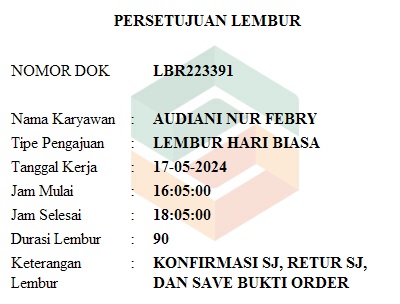 PERSETUJUAN LEMBUR
NOMOR DOK LBR223391
Nama Karyawan : AUDIANI NUR FEBRY
Tipe Pengajuan : LEMBUR HARI BIASA
Tanggal Kerja : 17-05-2024
Jam Mulai : 16:05:00
Jam Selesai : 18:05:00
Durasi Lembur : 90
Keterangan : KONFIRMASI SJ, RETUR SJ,
Lembur DAN SAVE BUKTI ORDER